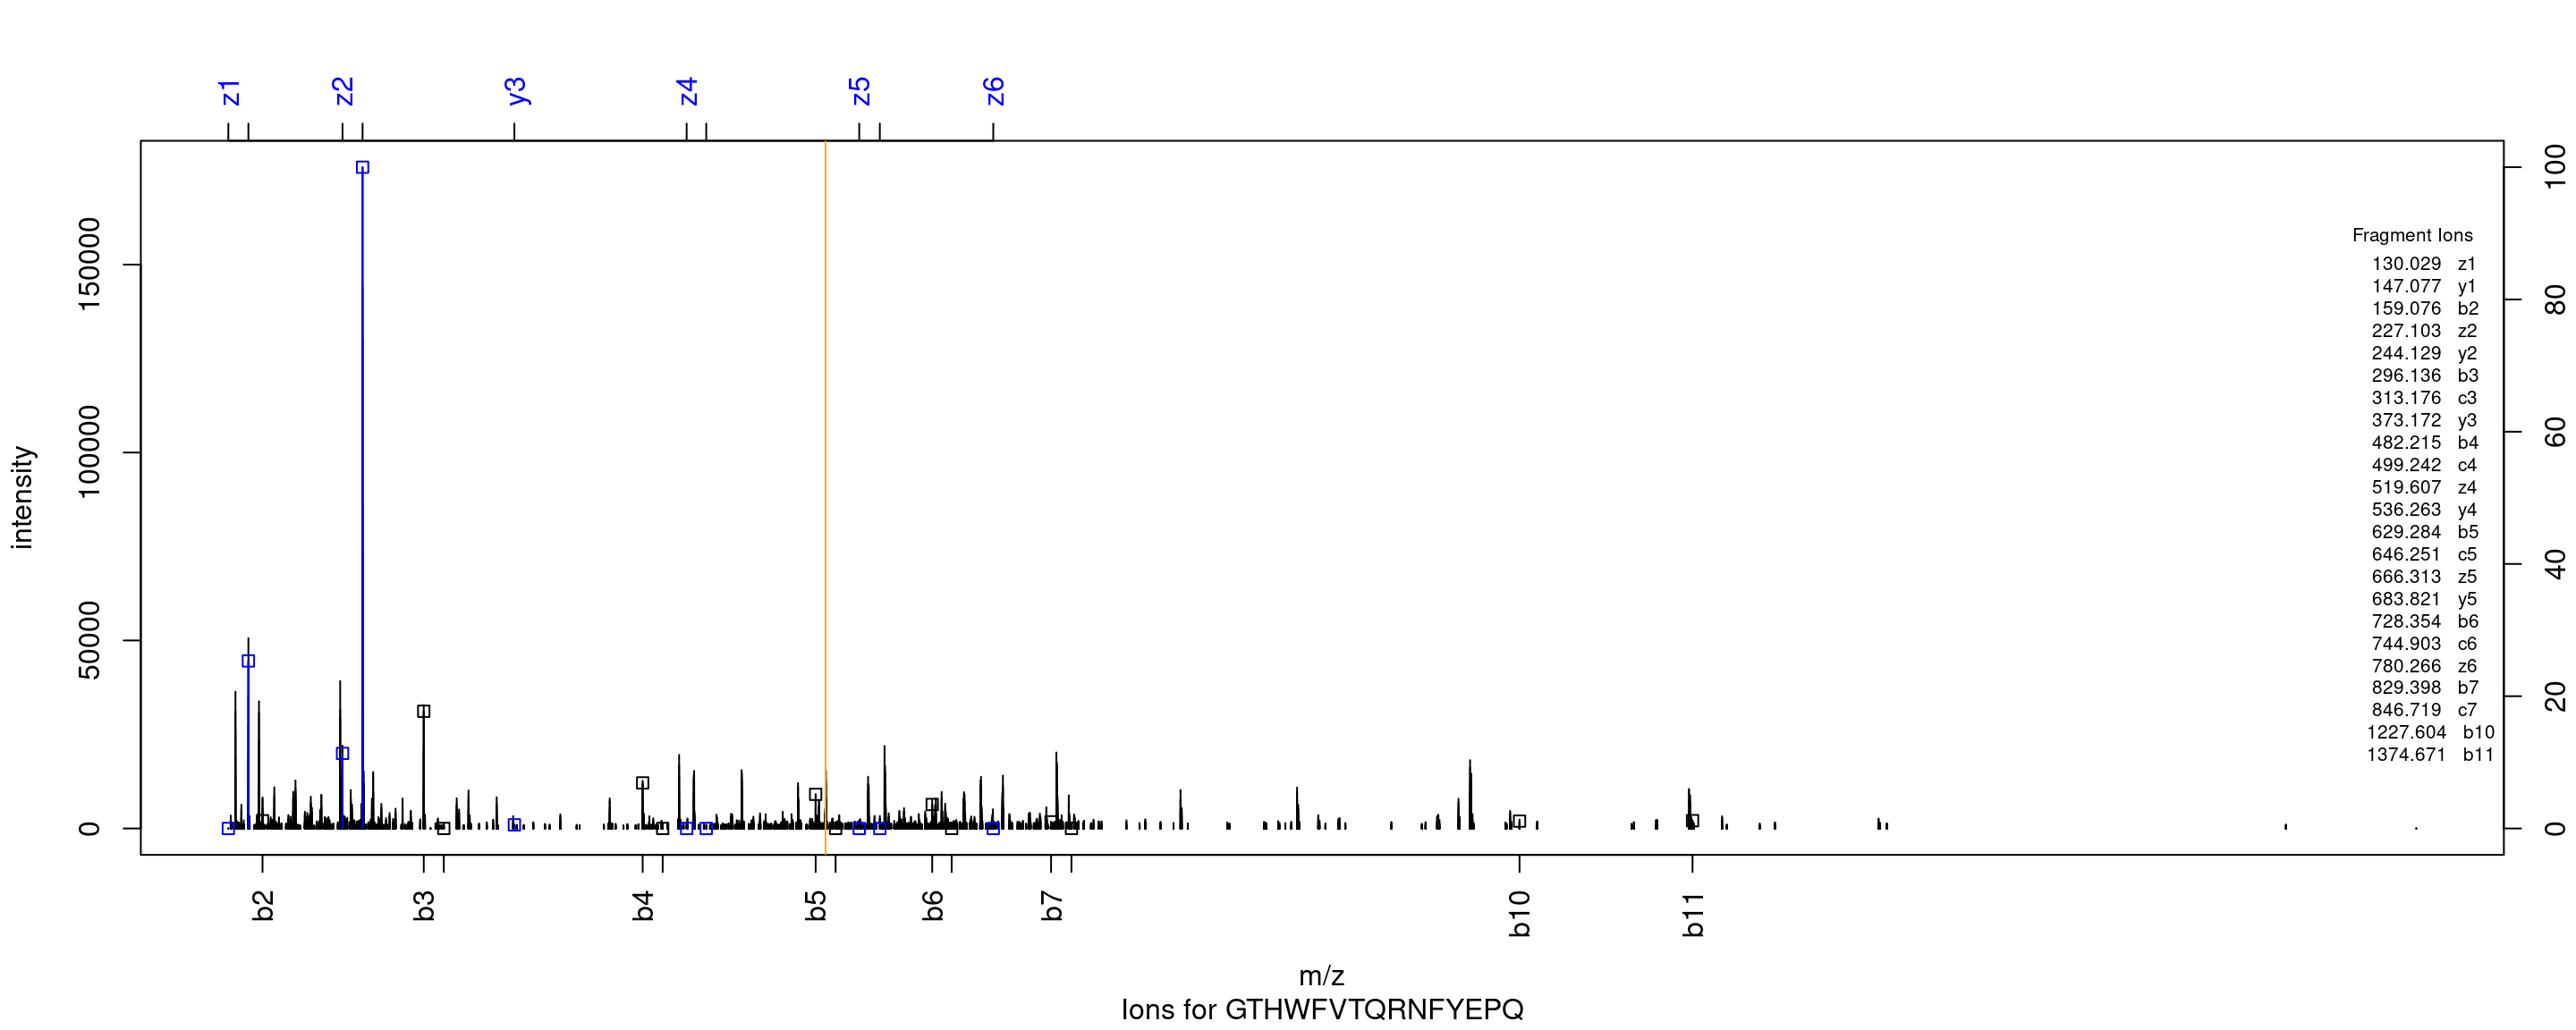 z1 z2 y3 z4 z5 z6
intensity
0 50000 100000 150000
0 20 40 60 80 100
Fragment Ions
130.029 z1
147.077 y1
159.076 b2
227.103 z2
244.129 y2
296.136 b3
313.176 c3
373.172 y3
482.215 b4
499.242 c4
519.607 z4
536.263 y4
629.284 b5
646.251 c5
666.313 z5
683.821 y5
728.354 b6
744.903 c6
780.266 z6
829.398 b7
846.719 c7
1227.604 b10
1374.671 b11
b2 b3 b4 b5 b6 b7 b10 b11
m/z
Ions for GTHWFVTQRNFYEPQ